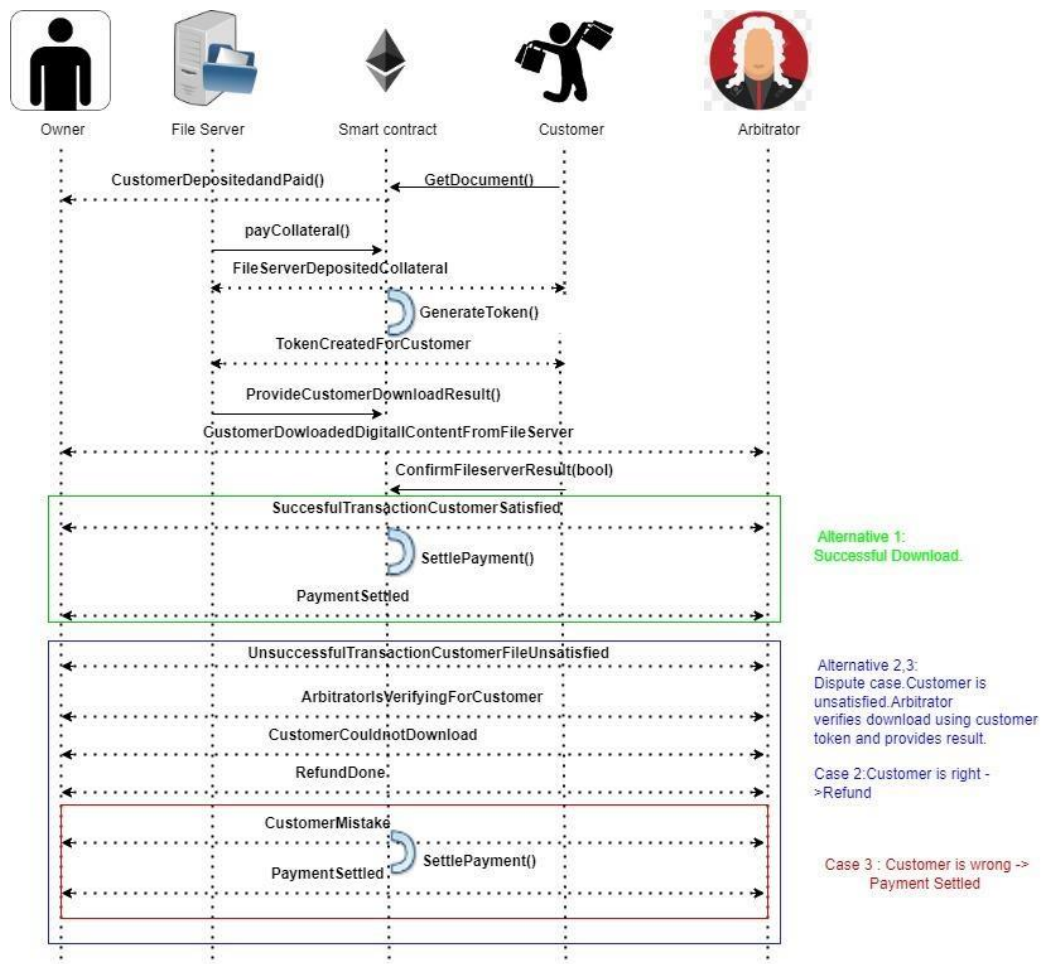 Owner
File Server
Smart contract
Customer
Arbitrator
CustomerDepositedandPaid()
GetDocument()
payCollateral()
FileServerDepositedCollateral
GenerateToken()
TokenCreatedForCustomer
ProvideCustomerDownloadResult()
CustomerDowloadedDigitallContentFromFileServer
ConfirmFileserverResult(bool)
SuccesfulTransactionCustomerSatisfied
SettlePayment()
PaymentSettled
Alternative 1:
Successful Download.
UnsuccessfulTransactionCustomerFileUnsatisfied
ArbitratorIsVerifyingForCustomer
CustomerCouldnotDownload
RefundDone
Alternative 2,3:
Dispute case.Customer is
unsatisfied.Arbitrator
verifies download using customer
token and provides result.
Case 2:Customer is right -
>Refund
CustomerMistake
SettlePayment()
PaymentSettled
Case 3 : Customer is wrong ->
Payment Settled